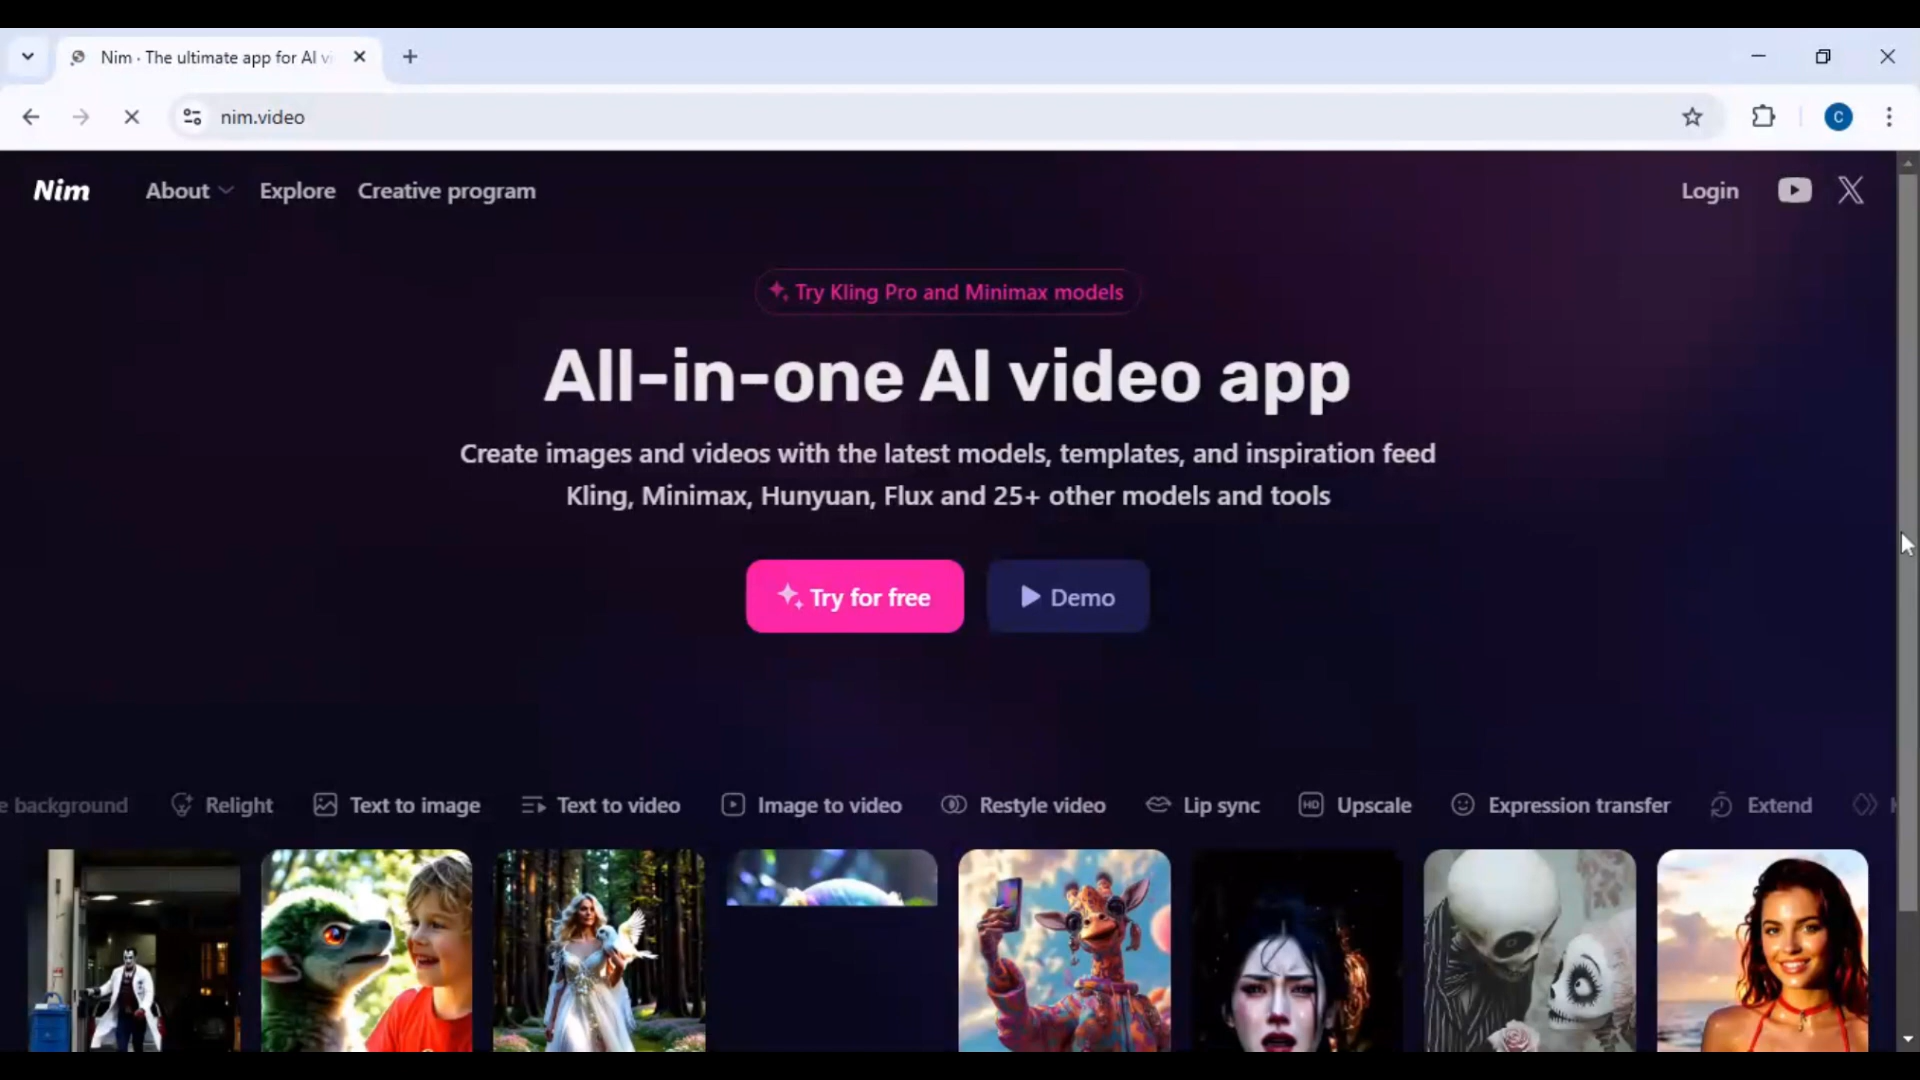 Nim · The ultimate app for AI vi
nim.video
C
Nim
About
Explore
Creative program
Login
Try Kling Pro and Minimax models
All-in-one AI video app
Create images and videos with the latest models, templates, and inspiration feed
Kling, Minimax, Hunyuan, Flux and 25+ other models and tools
Try for free
Demo
e background
Relight
Text to image
Text to video
Image to video
Restyle video
Lip sync
HD
Upscale
Expression transfer
Extend